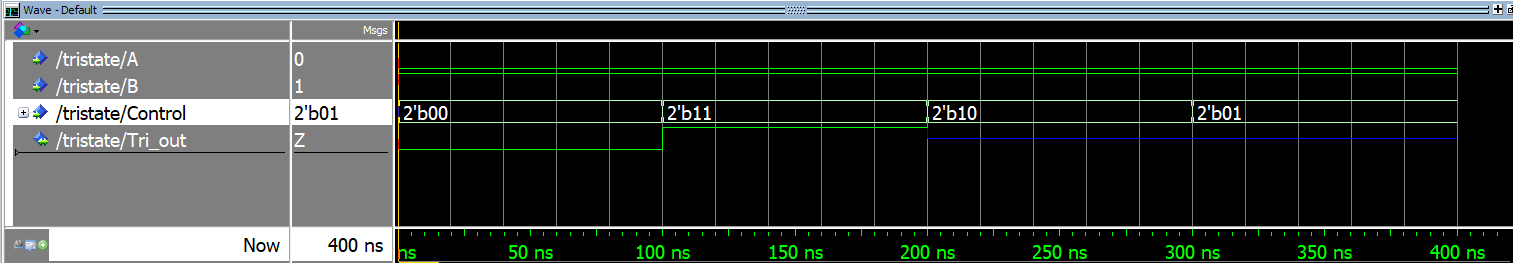 Wave - Default
Msgs
/tristate/A 0
/tristate/B 1
/tristate/Control 2'b01 2'b00 2'b11 2'b10 2'b01
/tristate/Tri_out Z
Now 400 ns ns 50 ns 100 ns 150 ns 200 ns 250 ns 300 ns 350 ns 400 ns